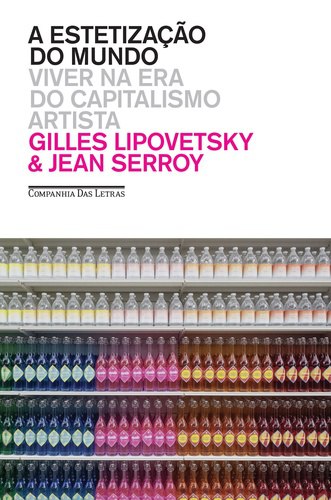 A ESTETIZAÇÃO
DO MUNDO
VIVER NA ERA
DO CAPITALISMO
ARTISTA
GILLES LIPOVETSKY
& JEAN SERROY
COMPANHIA DAS LETRAS